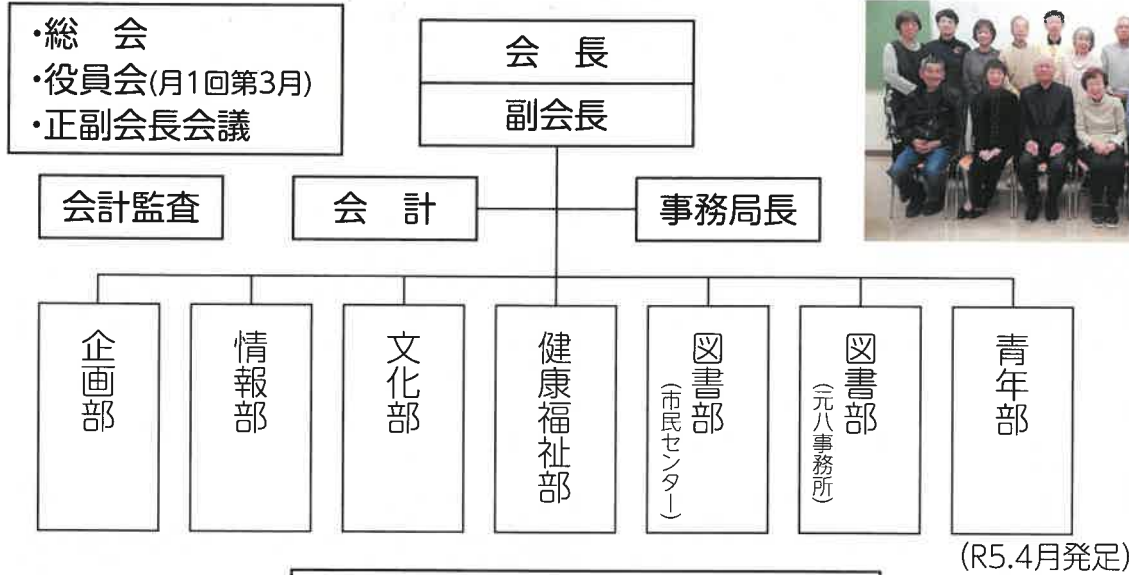 ・総　会
・役員会(月1回第3月)
・正副会長会議
会　長
副会長
会計監査
会　計
事務局長
企画部
情報部
文化部
健康福祉部
図書部
(市民センター)
図書部
(元八事務所)
青年部
(R5.4月発足)